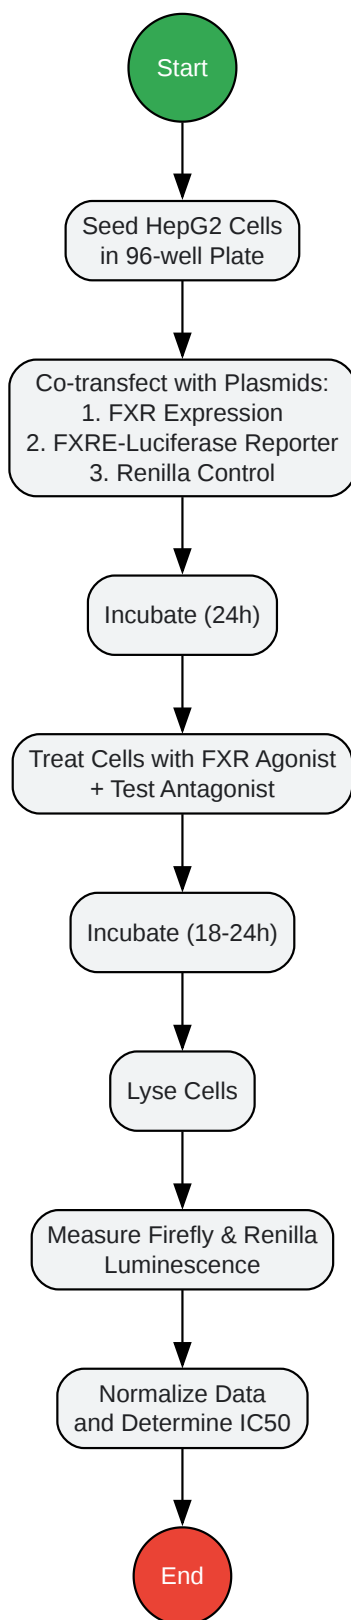 Start
Seed HepG2 Cells
in 96-well Plate
Co-transfect with Plasmids:
1. FXR Expression
2. FXRE-Luciferase Reporter
3. Renilla Control
Incubate (24h)
Treat Cells with FXR Agonist
+ Test Antagonist
Incubate (18-24h)
Lyse Cells
Measure Firefly & Renilla
Luminescence
Normalize Data
and Determine IC50
End